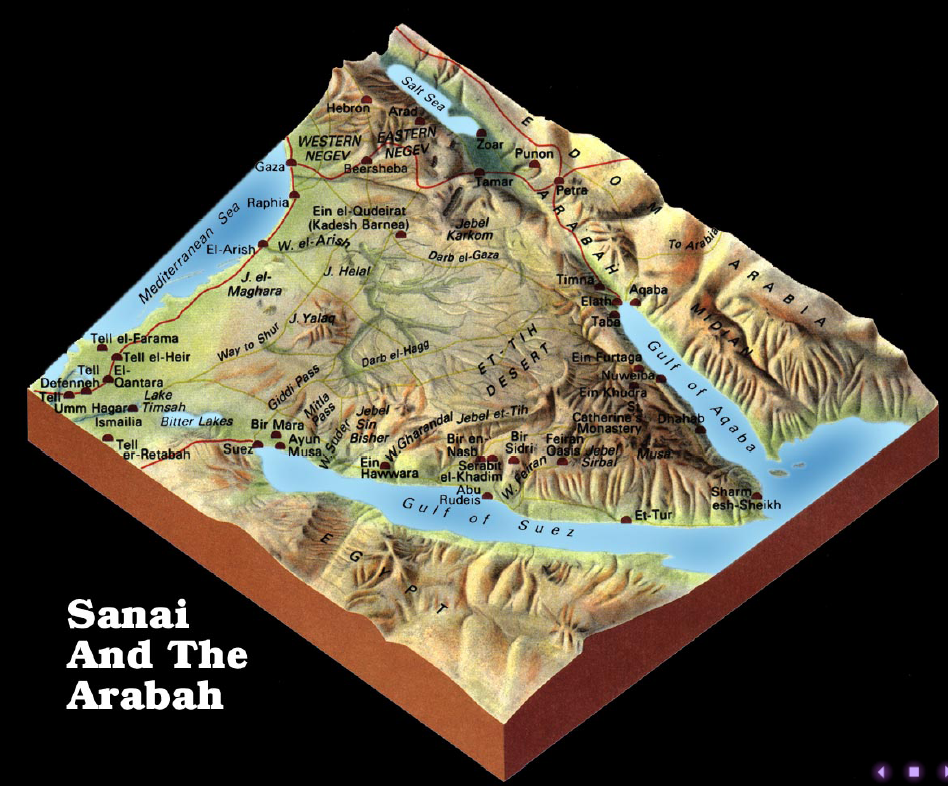 Salt Sea
Hebron
Arad
E D O M
WESTERN
NEGEV
EASTERN
NEGEV
Zoar
Punon
Gaza
Beersheba
Tamar
Petra
Raphia
Mediterranean Sea
Ein el-Qudeirat
(Kadesh Barnea)
Jebel
Karkom
ARABAH
To Arabia
El-Arish
W. el-Arish
Darb el-Gaza
ARABIA
J. Helal
J. el-
Maghara
Timna
Elath
Aqaba
Taba
MIDIAN
J. Yalaq
Way to Shur
Tell el-Farama
Tell el-Heir
Darb el-Hagg
ET-TIH
DESERT
Gulf of Aqaba
Ein Furtaga
Nuweiba
Ein Khudra
Tell
Defenneh
El-
Qantara
Tell
Umm Hagar
Lake
Timsah
Giddi Pass
Mitla
Pass
Ismailia
Bitter Lakes
Jebel
Sin
Bisher
W. Gharandal
Jebel et-Tih
St.
Catherine's
Monastery
Dhahab
Bir Mara
Ayun
Musa
Suez
W. Suder
Tell
er-Retabah
Ein
Hawwara
Bir en-
Nasb
Bir
Sidri
Feiran
Oasis
Jebel
Sirbal
Jebel
Musa
Serabit
el-Khadim
W. Feiran
Abu
Rudeis
Gulf of Suez
Et-Tur
Sharm
esh-Sheikh
EGYPT
Sanai
And The
Arabah